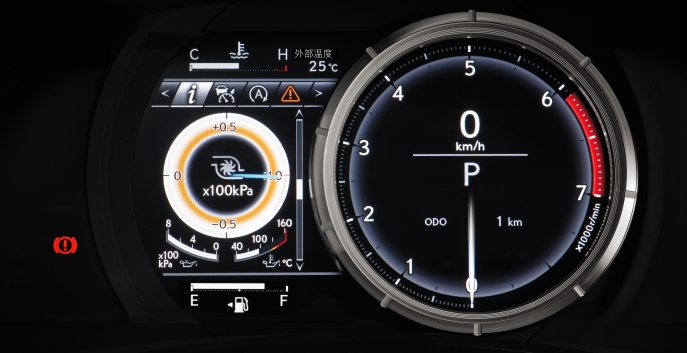 C H 外部温度
25℃
< i A >
+0.5
0 1.0
x100kPa
-0.5
8 4 0 40 100 160
x100
kPa
℃
E F
5
4 6
3 7
2
1
0
0
km/h
P
ODO 1 km
x1000r/min